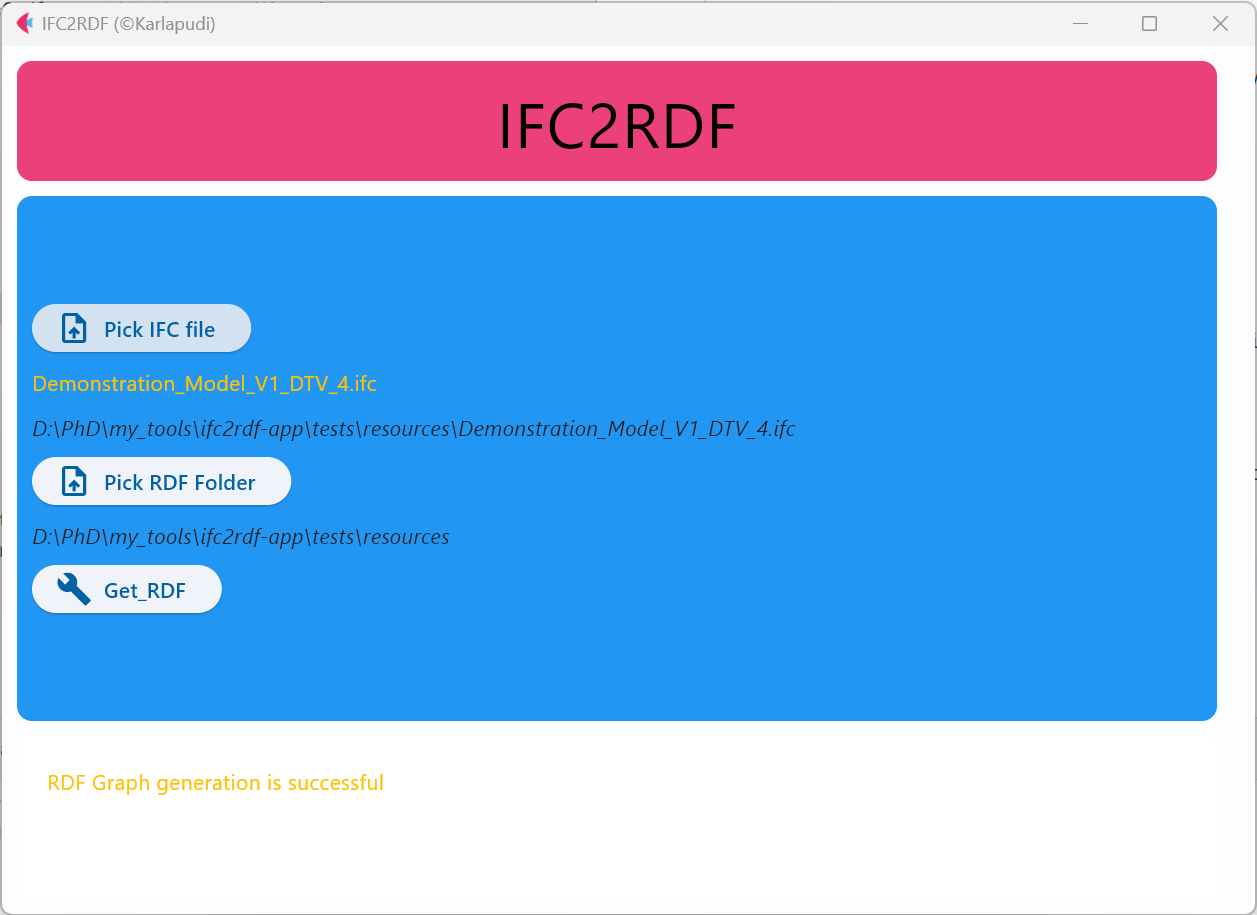 IFC2RDF (©Karlapudi)
IFC2RDF
Pick IFC file
Demonstration_Model_V1_DTV_4.ifc
D:\PhD\my_tools\ifc2rdf-app\tests\resources\Demonstration_Model_V1_DTV_4.ifc
Pick RDF Folder
D:\PhD\my_tools\ifc2rdf-app\tests\resources
Get_RDF
RDF Graph generation is successful